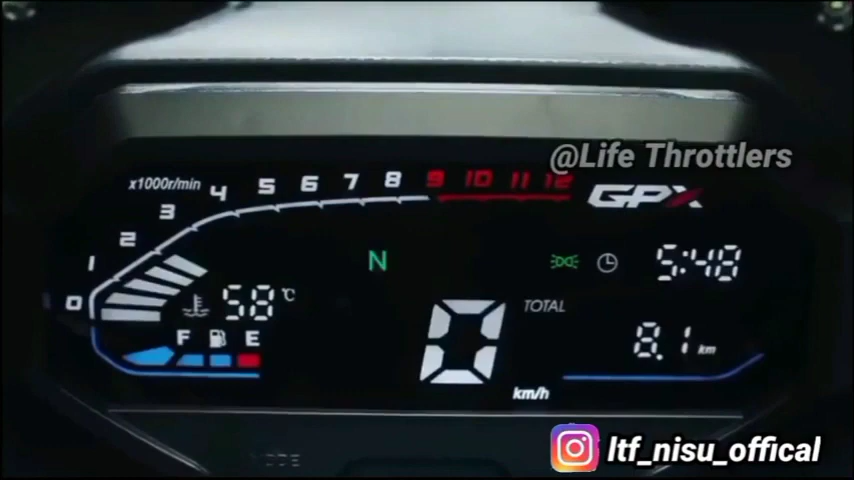 @Life Throttlers
x1000r/min
0 1 2 3 4 5 6 7 8 9 10 11 12
GPX
N
5:48
58 °C
TOTAL
F E
0
8.1 km
km/h
MODE
ltf_nisu_offical